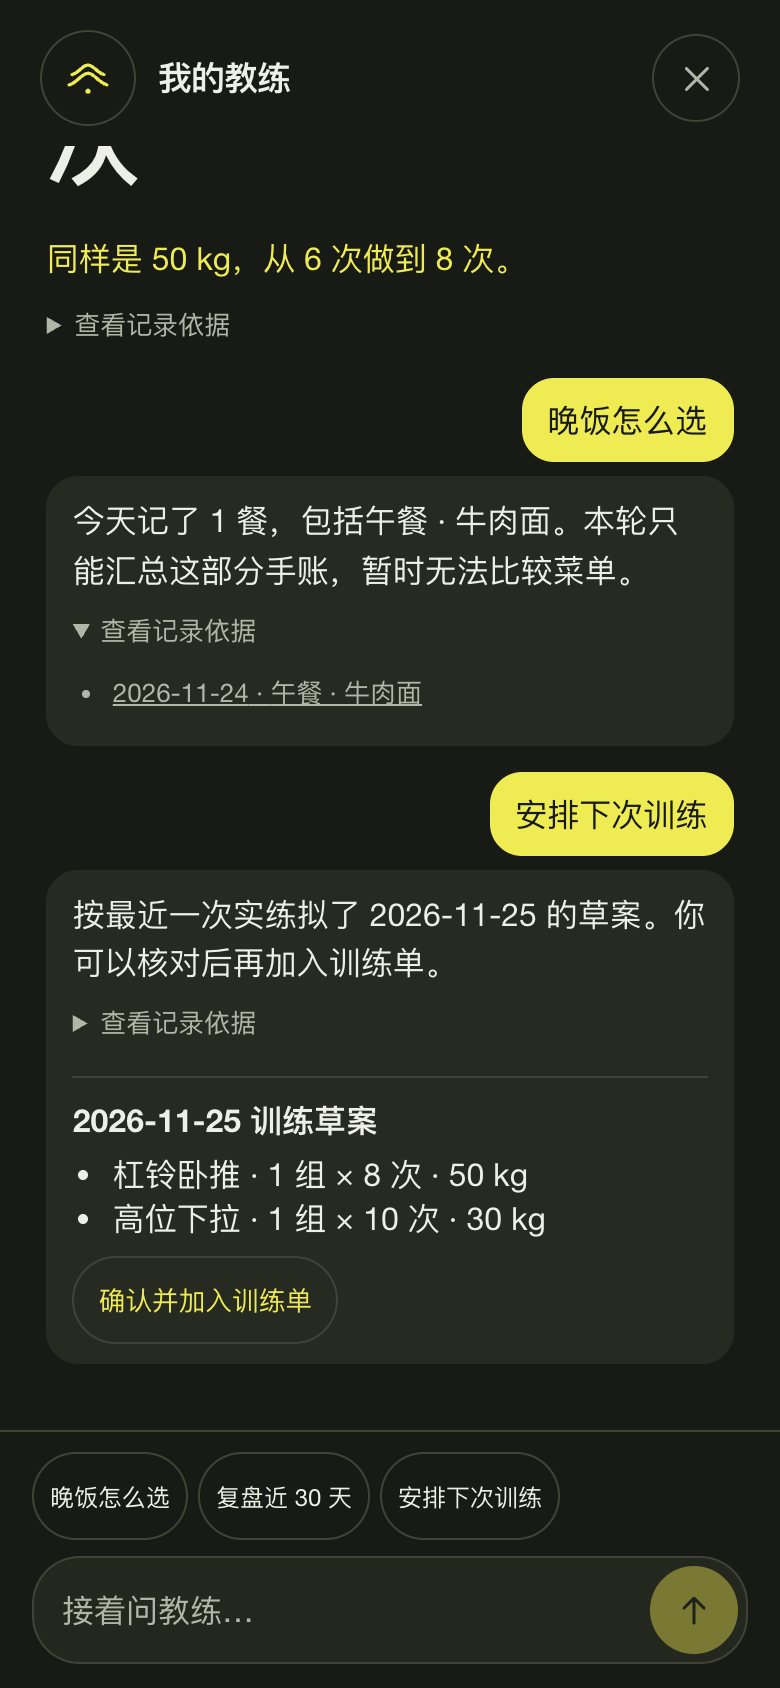 我的教练
同样是 50 kg，从 6 次做到 8 次。
▶ 查看记录依据
晚饭怎么选
今天记了 1 餐，包括午餐 · 牛肉面。本轮只
能汇总这部分手账，暂时无法比较菜单。
▼ 查看记录依据
• 2026-11-24 · 午餐 · 牛肉面
安排下次训练
按最近一次实练拟了 2026-11-25 的草案。你
可以核对后再加入训练单。
▶ 查看记录依据
2026-11-25 训练草案
• 杠铃卧推 · 1 组 × 8 次 · 50 kg
• 高位下拉 · 1 组 × 10 次 · 30 kg
确认并加入训练单
晚饭怎么选
复盘近 30 天
安排下次训练
接着问教练...